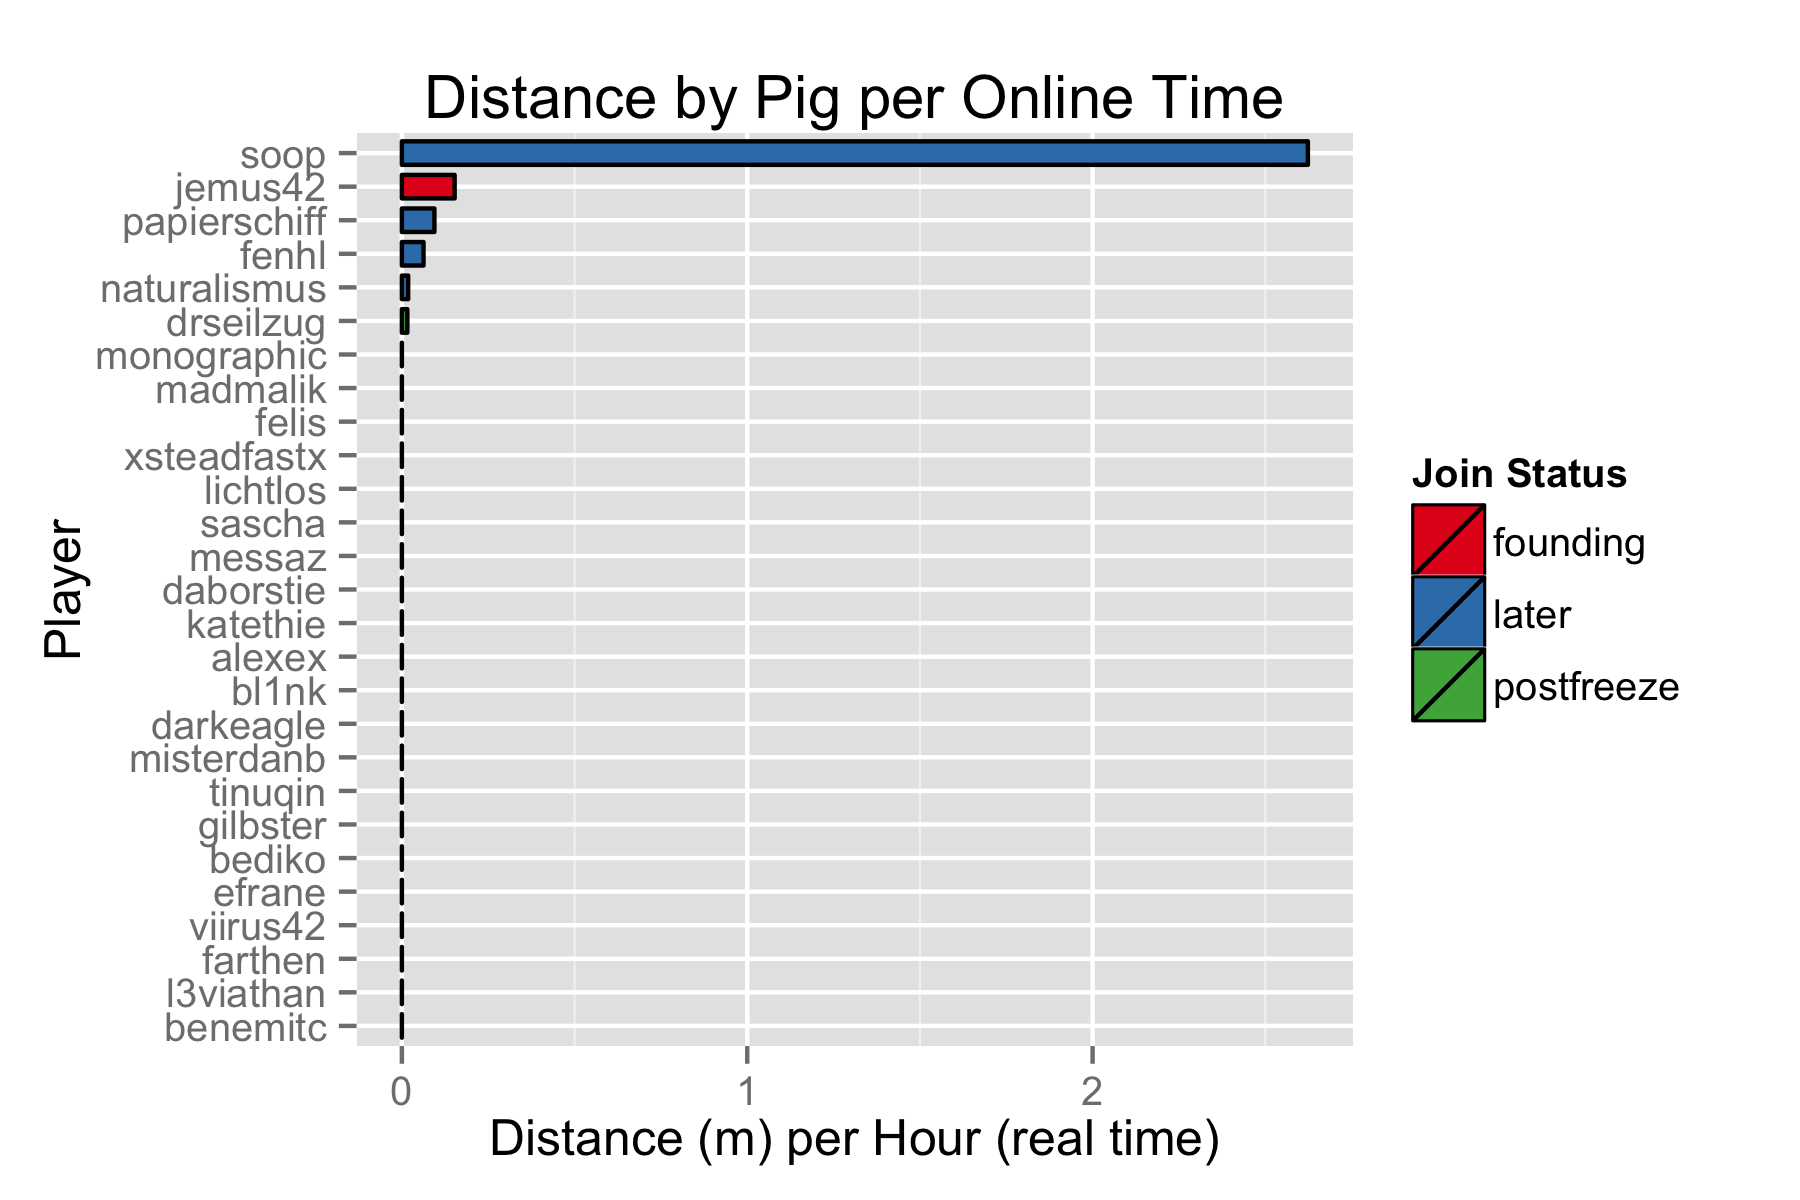 Distance by Pig per Online Time
soop
jemus42
papierschiff
fenhl
naturalismus
drseilzug
monographic
madmalik
felis
xsteadfastx
lichtlos
sascha
messaz
daborstie
katethie
alexex
bl1nk
darkeagle
misterdanb
tinuqin
gilbster
bediko
efrane
viirus42
farthen
l3viathan
benemitc
Player
0 1 2
Distance (m) per Hour (real time)
Join Status
founding
later
postfreeze